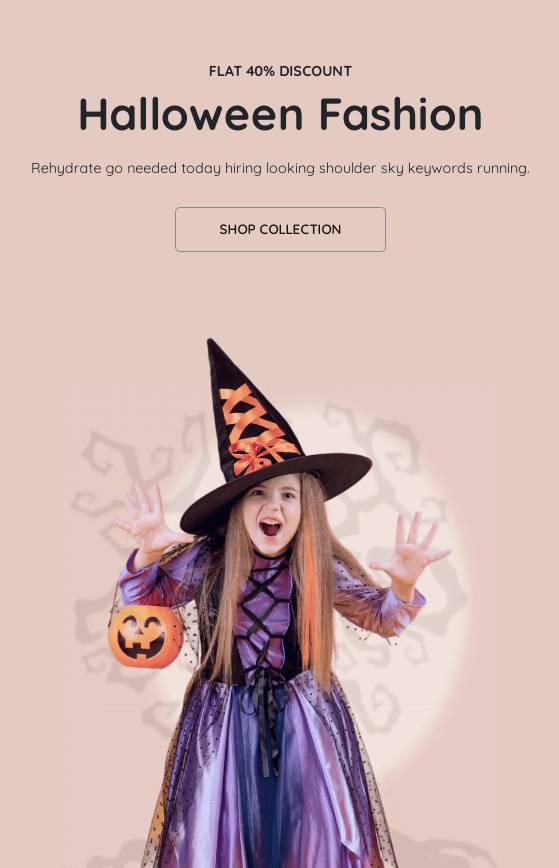 FLAT 40% DISCOUNT
Halloween Fashion
Rehydrate go needed today hiring looking shoulder sky keywords running.
SHOP COLLECTION